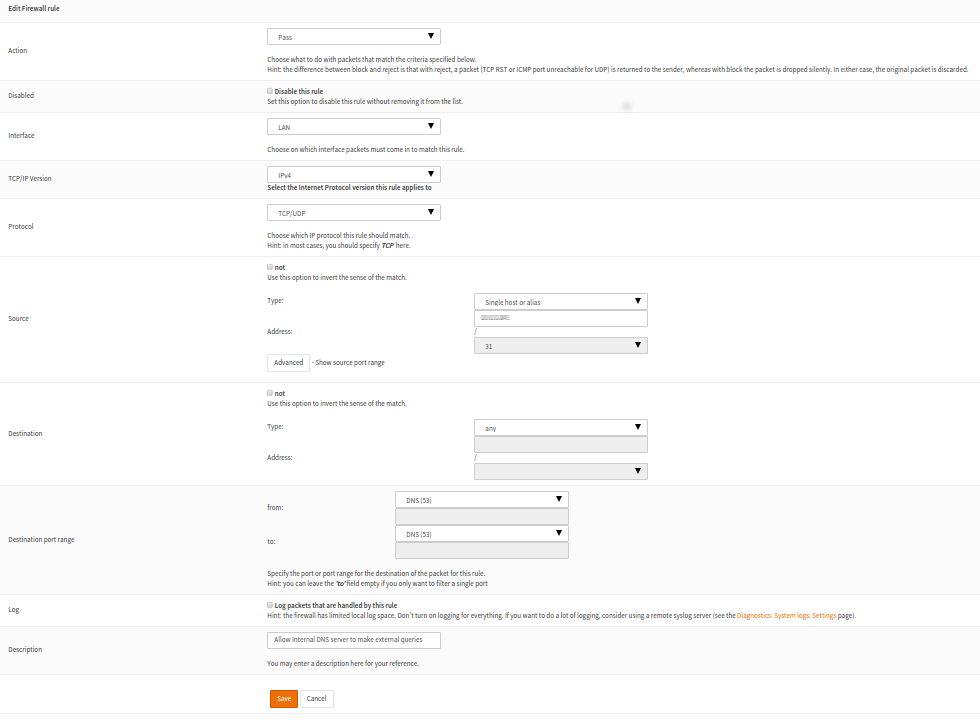 Edit Firewall rule
Action
Pass
Choose what to do with packets that match the criteria specified below.
Hint: the difference between block and reject is that with reject, a packet (TCP RST or ICMP port unreachable for UDP) is returned to the sender, whereas with block the packet is dropped silently. In either case, the original packet is discarded.
Disabled
Disable this rule
Set this option to disable this rule without removing it from the list.
Interface
LAN
Choose on which interface packets must come in to match this rule.
TCP/IP Version
IPv4
Select the Internet Protocol version this rule applies to
Protocol
TCP/UDP
Choose which IP protocol this rule should match.
Hint: in most cases, you should specify TCP here.
Source
not
Use this option to invert the sense of the match.
Type:
Single host or alias
Address:
/
31
Advanced - Show source port range
Destination
not
Use this option to invert the sense of the match.
Type:
any
Address:
/
Destination port range
from:
DNS (53)
to:
DNS (53)
Specify the port or port range for the destination of the packet for this rule.
Hint: you can leave the 'to' field empty if you only want to filter a single port
Log
Log packets that are handled by this rule
Hint: the firewall has limited local log space. Don't turn on logging for everything. If you want to do a lot of logging, consider using a remote syslog server (see the Diagnostics: System logs: Settings page).
Description
Allow Internal DNS server to make external queries
You may enter a description here for your reference.
Save Cancel